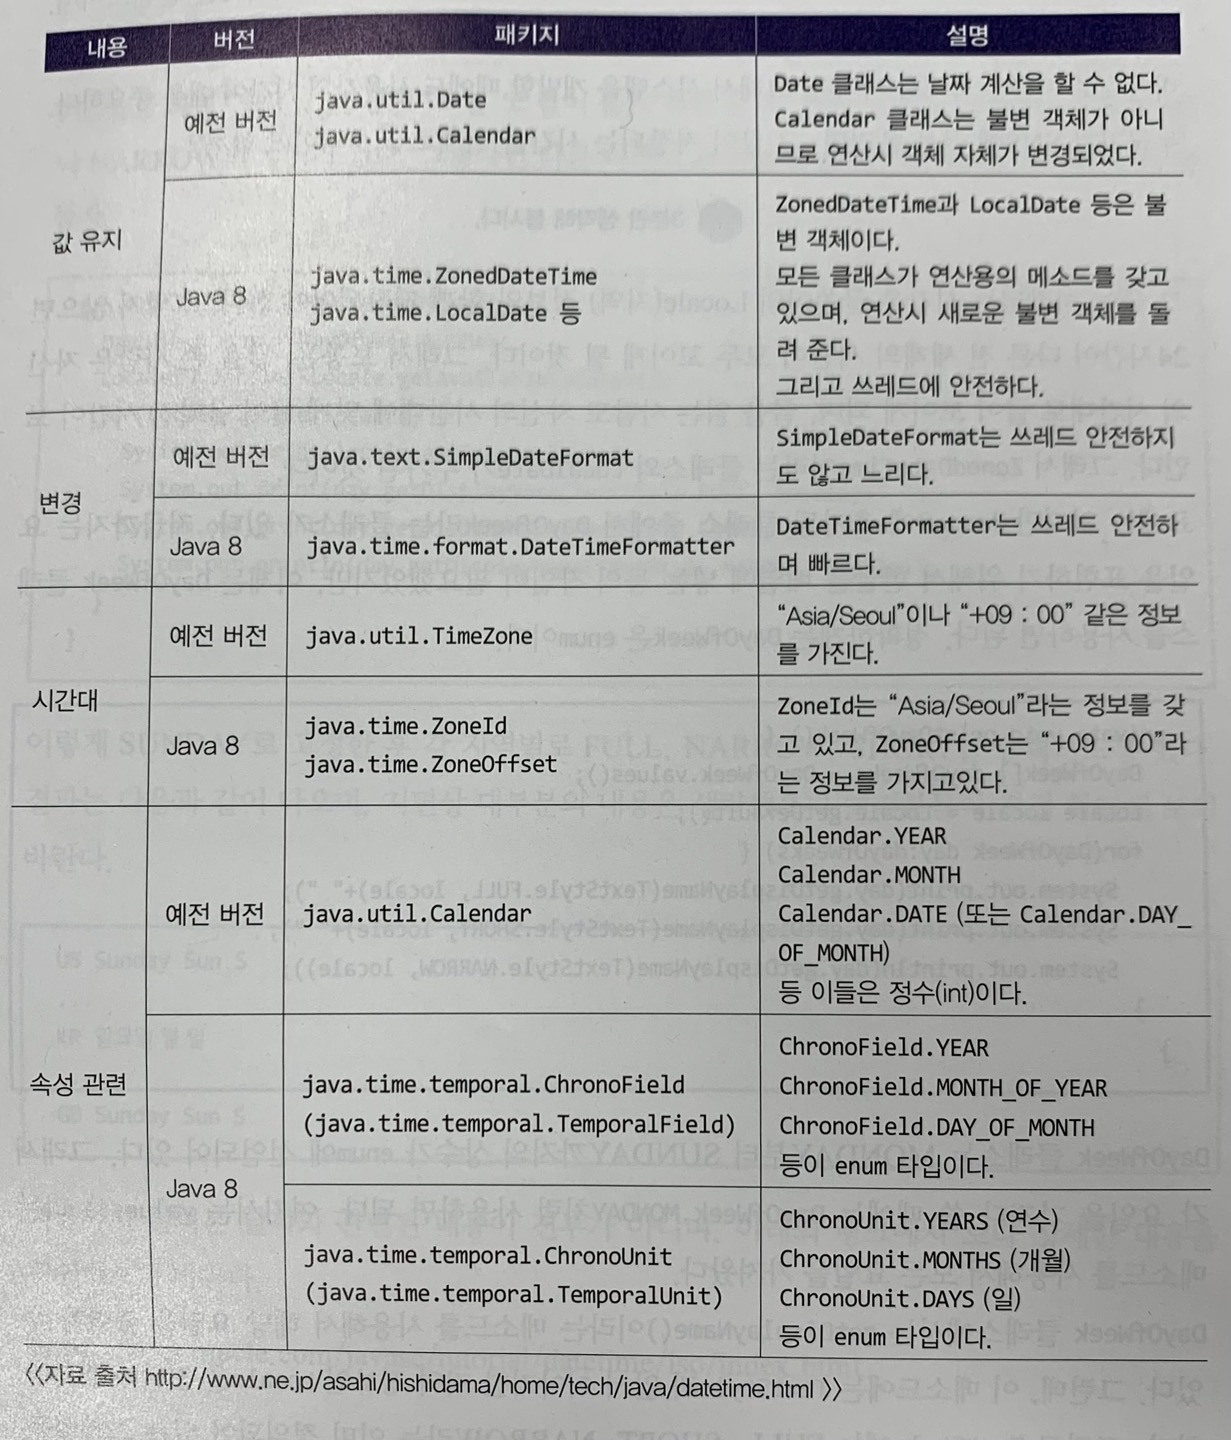 내용 버전 패키지 설명
값 유지
예전 버전
java.util.Date
java.util.Calendar
Date 클래스는 날짜 계산을 할 수 없다.
Calendar 클래스는 불변 객체가 아니
므로 연산시 객체 자체가 변경되었다.
Java 8
java.time.ZonedDateTime
java.time.LocalDate 등
ZonedDateTime과 LocalDate 등은 불
변 객체이다.
모든 클래스가 연산용의 메소드를 갖고
있으며, 연산시 새로운 불변 객체를 돌
려 준다.
그리고 쓰레드에 안전하다.
변경
예전 버전
java.text.SimpleDateFormat
SimpleDateFormat는 쓰레드 안전하지
도 않고 느리다.
Java 8
java.time.format.DateTimeFormatter
DateTimeFormatter는 쓰레드 안전하
며 빠르다.
시간대
예전 버전
java.util.TimeZone
“Asia/Seoul”이나 “+09 : 00” 같은 정보
를 가진다.
Java 8
java.time.ZoneId
java.time.ZoneOffset
ZoneId는 “Asia/Seoul”라는 정보를 갖
고 있고, ZoneOffset는 “+09 : 00”라
는 정보를 가지고있다.
속성 관련
예전 버전
java.util.Calendar
Calendar.YEAR
Calendar.MONTH
Calendar.DATE (또는 Calendar.DAY_
OF_MONTH)
등 이들은 정수(int)이다.
Java 8
java.time.temporal.ChronoField
(java.time.temporal.TemporalField)
ChronoField.YEAR
ChronoField.MONTH_OF_YEAR
ChronoField.DAY_OF_MONTH
등이 enum 타입이다.
java.time.temporal.ChronoUnit
(java.time.temporal.TemporalUnit)
ChronoUnit.YEARS (연수)
ChronoUnit.MONTHS (개월)
ChronoUnit.DAYS (일)
등이 enum 타입이다.
《자료 출처 http://www.ne.jp/asahi/hishidama/home/tech/java/datetime.html 》